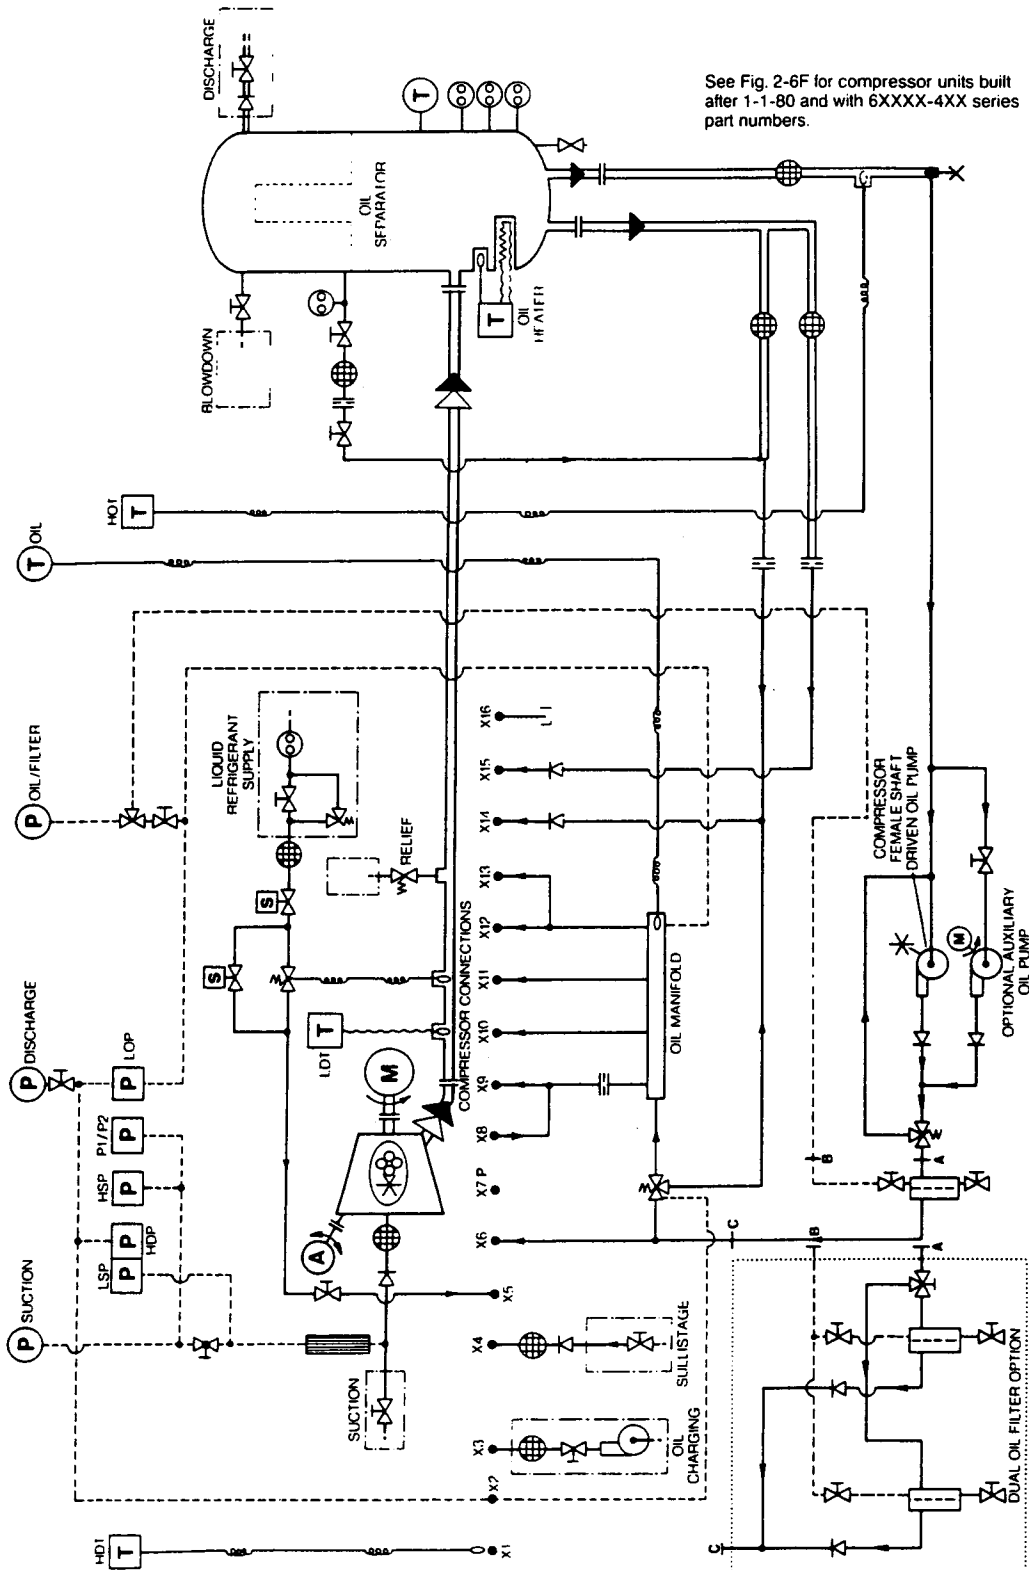 See Fig. 2-6F for compressor units built
after 1-1-80 and with 6XXXX-4XX series
part numbers.
DISCHARGE
T
OIL
SEPARATOR
BLOWDOWN
T
OIL
HEATER
HOT
T
T
OIL
P
OIL/FILTER
LIQUID
REFRIGERANT
SUPPLY
S
S
RELIEF
P
DISCHARGE
P
LOP
P1/P2
P
HSP
P
HDP
P
LSP
P
P
SUCTION
LDT
T
M
A
SUCTION
COMPRESSOR CONNECTIONS
X16
X15
X14
X13
X12
X11
X10
X9
X8
X7 P
X6
X5
X4
X3
X2
X1
OIL MANIFOLD
SULLISTAGE
OIL
CHARGING
HDT
T
COMPRESSOR
FEMALE SHAFT
DRIVEN OIL PUMP
M
OPTIONAL AUXILIARY
OIL PUMP
B
A
C
B
A
C
DUAL OIL FILTER OPTION